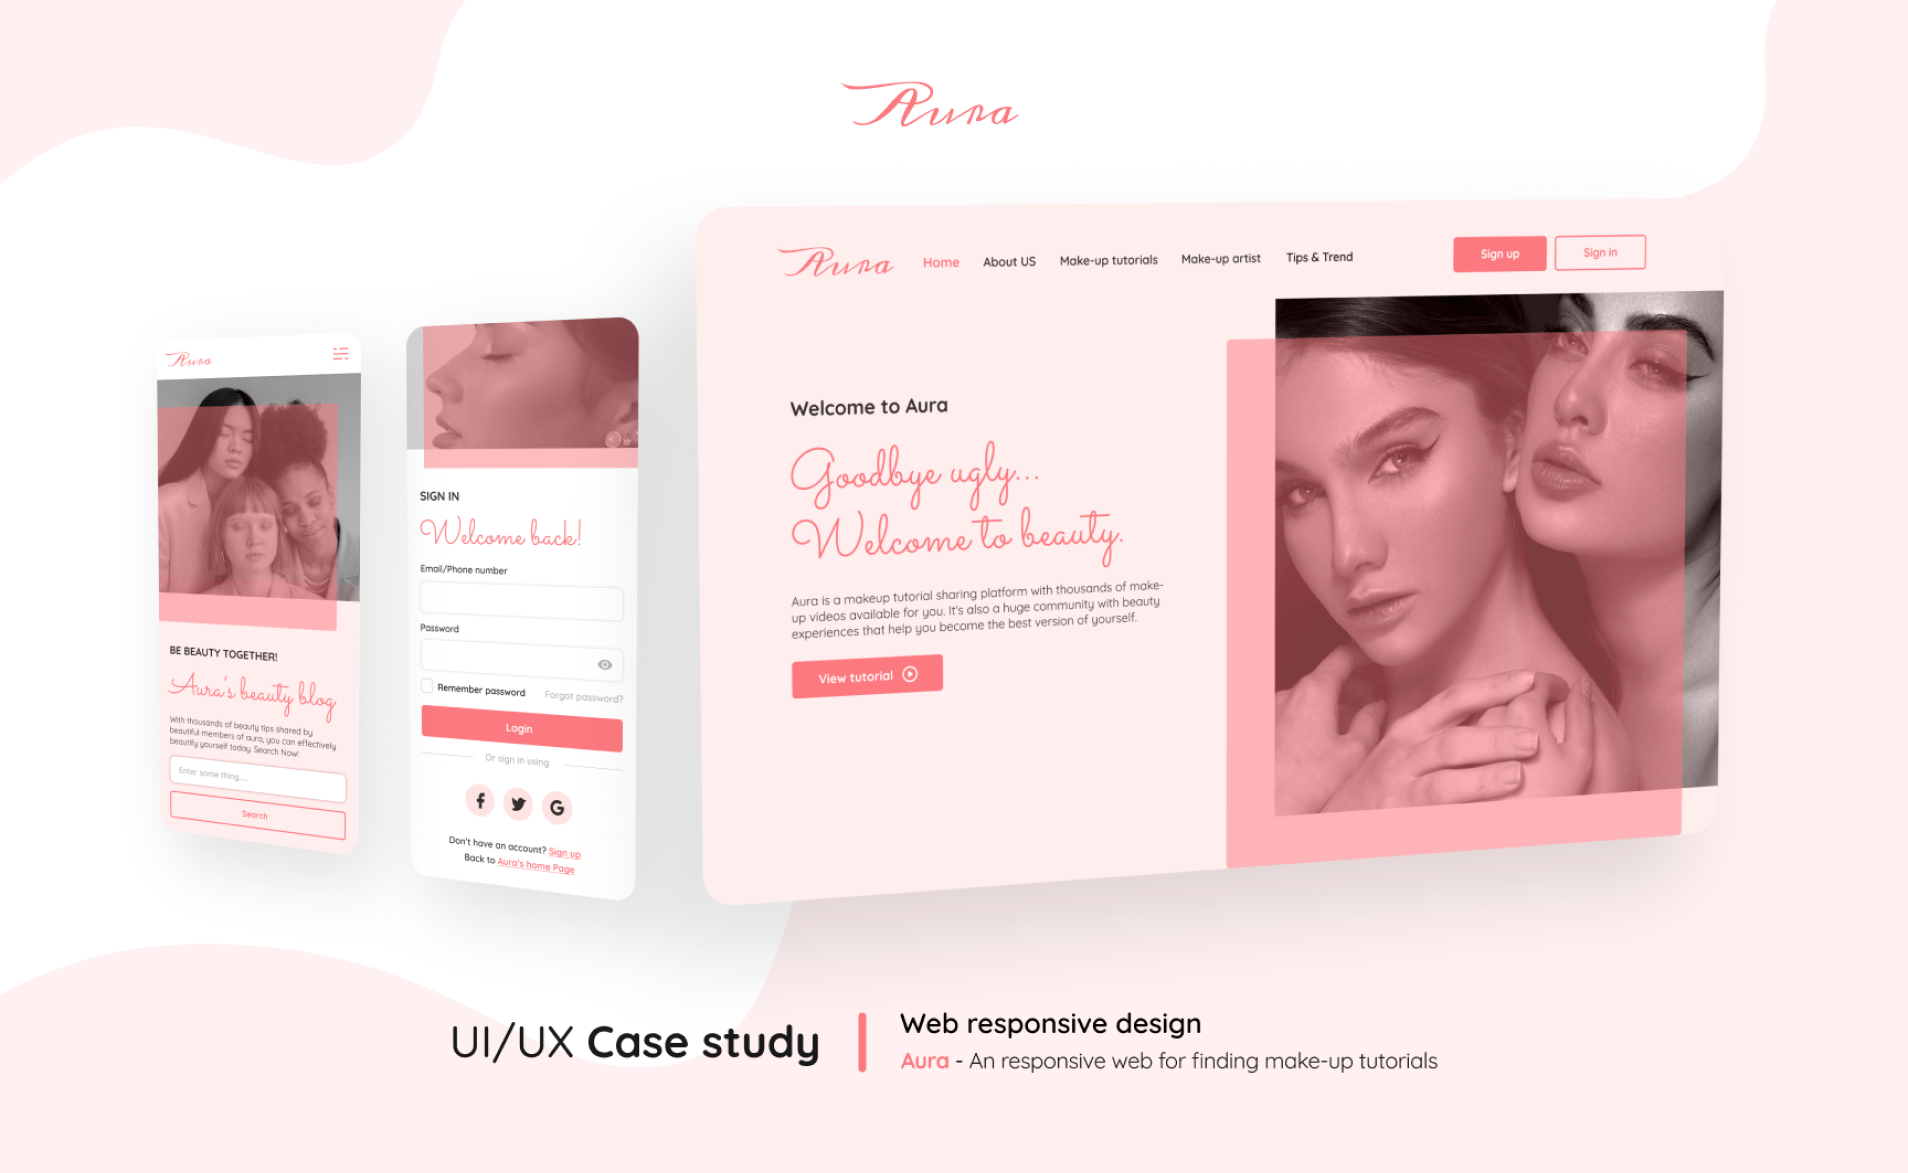 Aura
Aura
BE BEAUTY TOGETHER!
Aura's beauty blog
With thousands of beauty tips shared by
beautiful members of aura, you can effectively
beautify yourself today. Search Now!
Enter some thing....
Search
SIGN IN
Welcome back!
Email/Phone number
Password
Remember password
Forgot password?
Login
Or sign in using
Don't have an account? Sign up
Back to Aura's home Page
Aura
Home
About US
Make-up tutorials
Make-up artist
Tips & Trend
Sign up
Sign in
Welcome to Aura
Goodbye ugly...
Welcome to beauty.
Aura is a makeup tutorial sharing platform with thousands of make-
up videos available for you. It's also a huge community with beauty
experiences that help you become the best version of yourself.
View tutorial
UI/UX Case study
Web responsive design
Aura - An responsive web for finding make-up tutorials